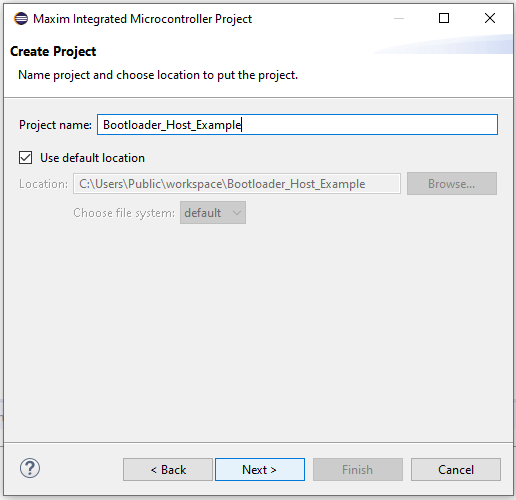 Maxim Integrated Microcontroller Project
Create Project
Name project and choose location to put the project.
Project name: Bootloader_Host_Example
Use default location
Location: C:\Users\Public\workspace\Bootloader_Host_Example Browse...
Choose file system: default
? < Back Next > Finish Cancel